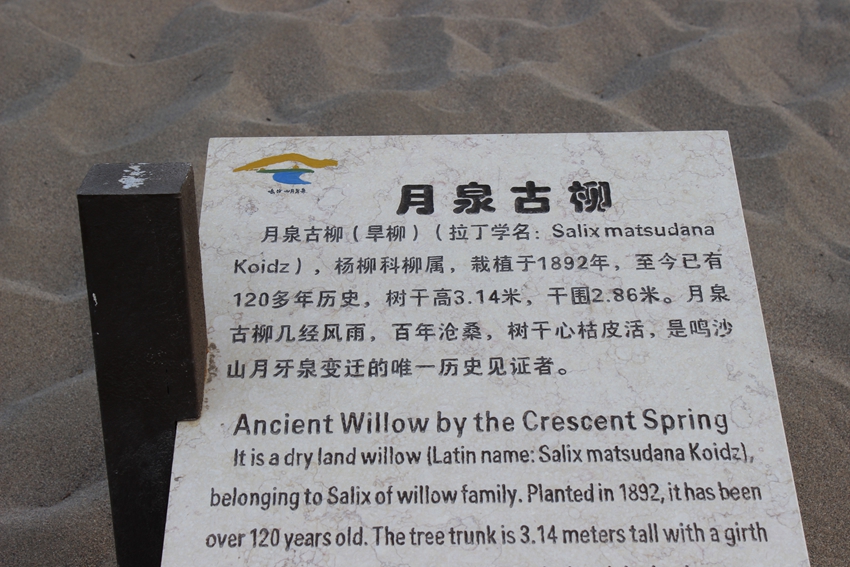 鸣沙山月牙泉
月泉古柳
月泉古柳（旱柳）（拉丁学名：Salix matsudana
Koidz），杨柳科柳属，栽植于1892年，至今已有
120多年历史，树干高3.14米，干围2.86米。月泉
古柳几经风雨，百年沧桑，树干心枯皮活，是鸣沙
山月牙泉变迁的唯一历史见证者。
Ancient Willow by the Crescent Spring
It is a dry land willow (Latin name: Salix matsudana Koidz),
belonging to Salix of willow family. Planted in 1892, it has been
over 120 years old. The tree trunk is 3.14 meters tall with a girth